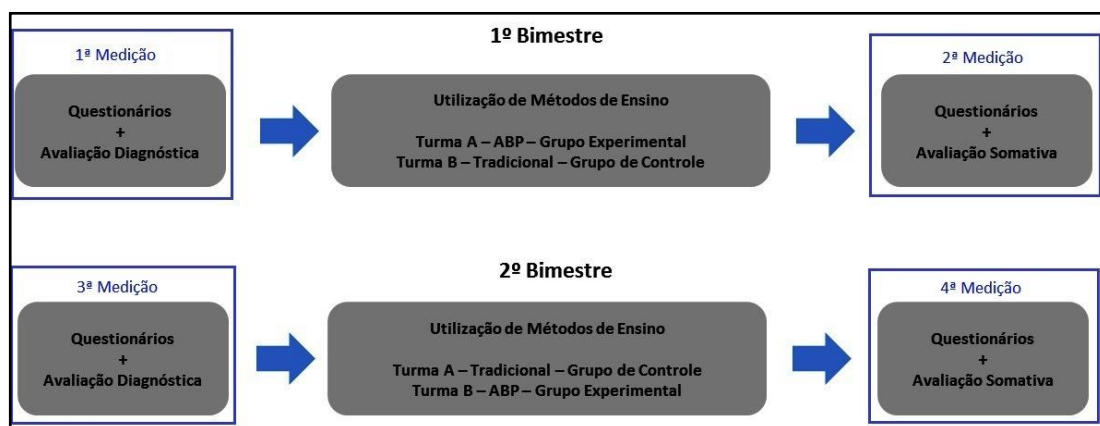 1º Bimestre
1ª Medição
Questionários
+
Avaliação Diagnóstica
Utilização de Métodos de Ensino
Turma A – ABP – Grupo Experimental
Turma B – Tradicional – Grupo de Controle
2ª Medição
Questionários
+
Avaliação Somativa
2º Bimestre
3ª Medição
Questionários
+
Avaliação Diagnóstica
Utilização de Métodos de Ensino
Turma A – Tradicional – Grupo de Controle
Turma B – ABP – Grupo Experimental
4ª Medição
Questionários
+
Avaliação Somativa